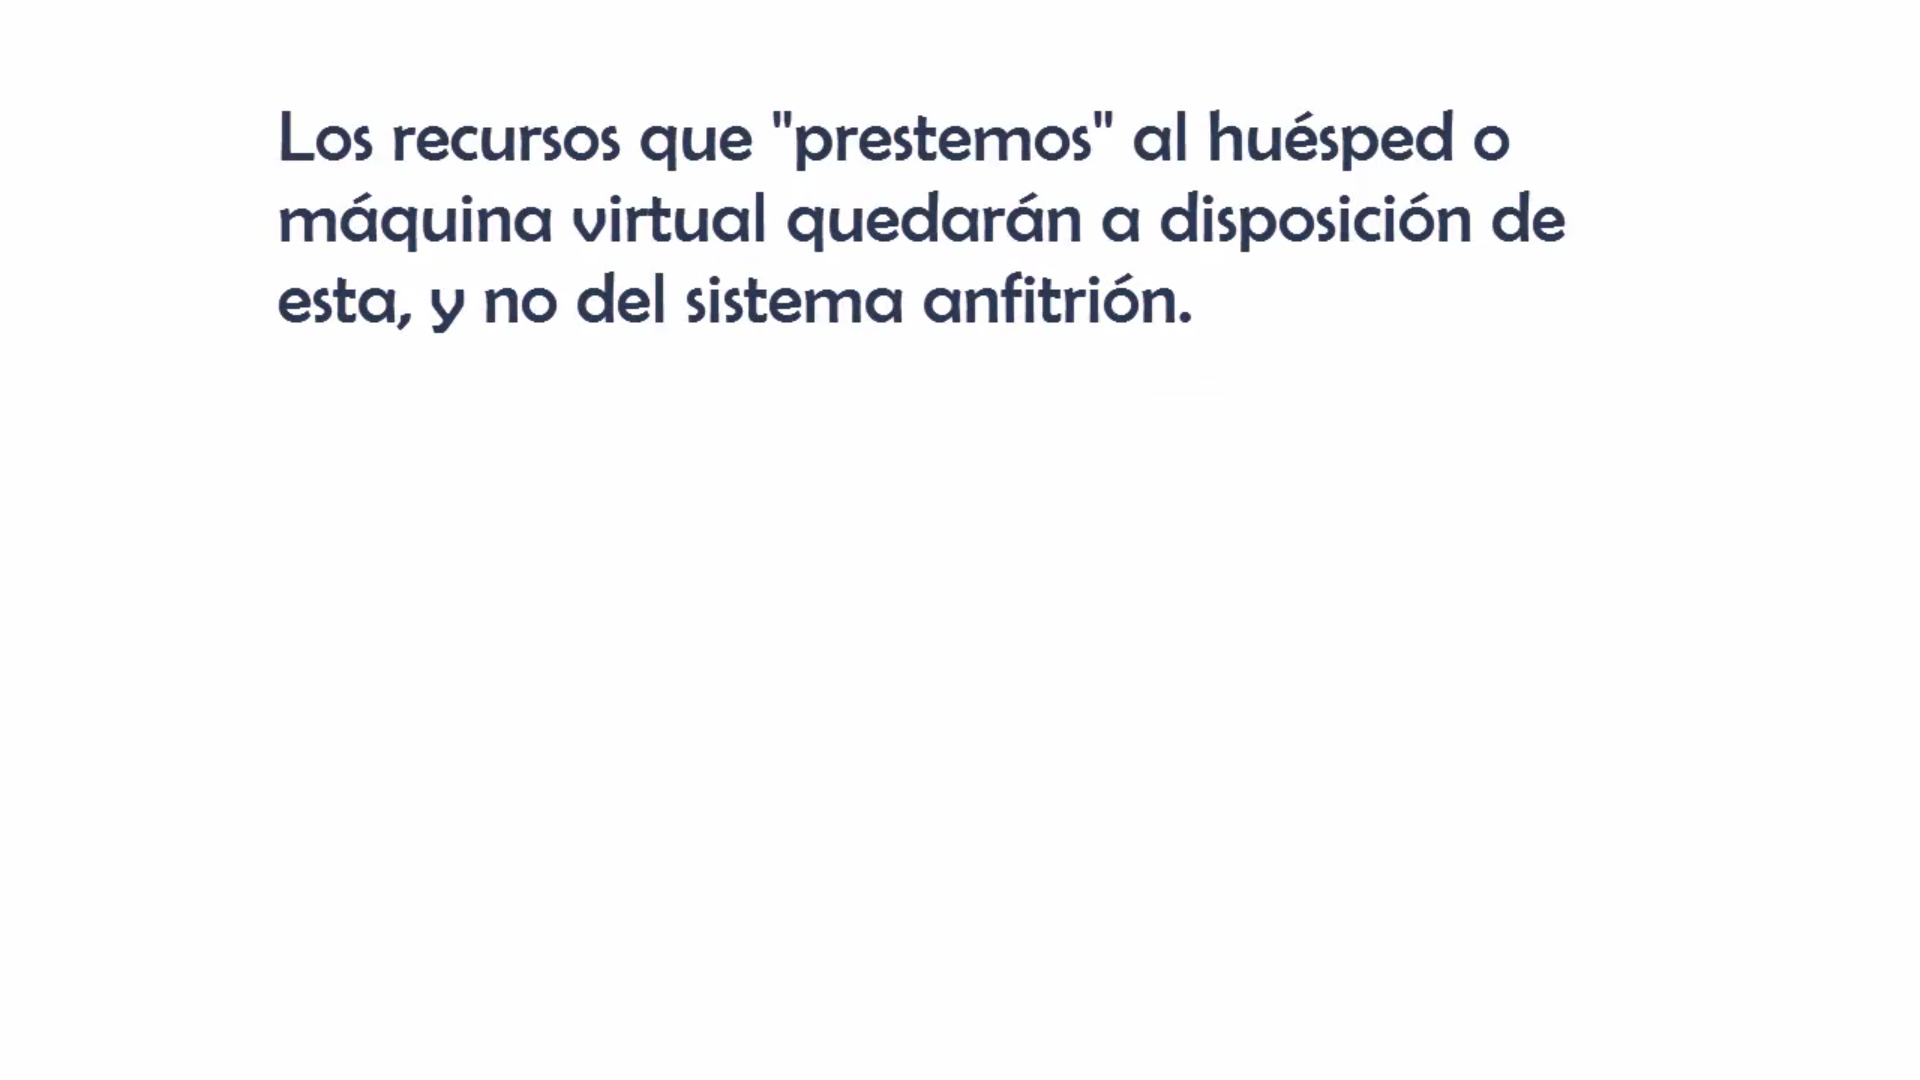 Los recursos que "prestemos" al huésped o
máquina virtual quedarán a disposición de
esta, y no del sistema anfitrión.